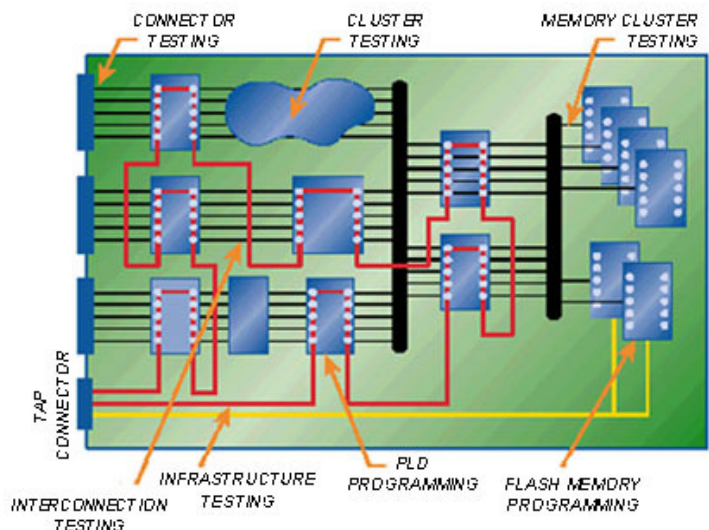 CONNECTOR
TESTING
CLUSTER
TESTING
MEMORY CLUSTER
TESTING
TAP
CONNECTOR
INTERCONNECTION
TESTING
INFRASTRUCTURE
TESTING
PLD
PROGRAMMING
FLASH MEMORY
PROGRAMMING